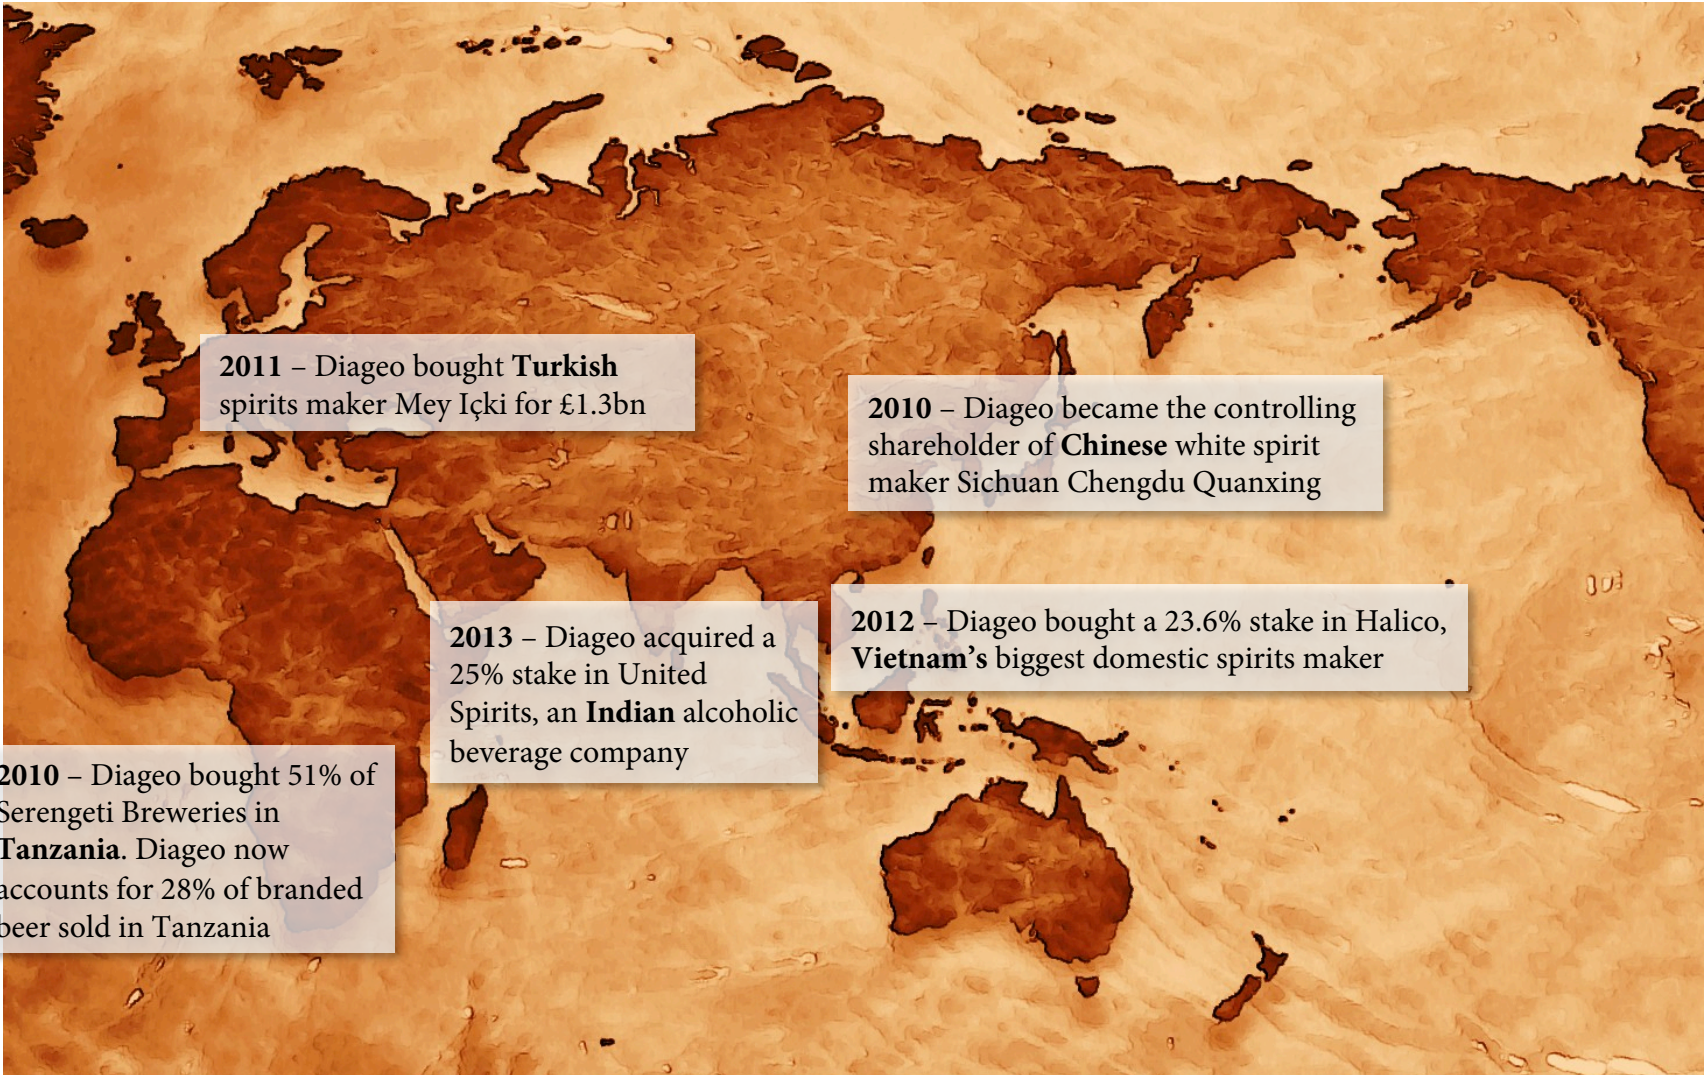 2011 – Diageo bought Turkish
spirits maker Mey Içki for £1.3bn
2010 – Diageo became the controlling
shareholder of Chinese white spirit
maker Sichuan Chengdu Quanxing
2013 – Diageo acquired a
25% stake in United
Spirits, an Indian alcoholic
beverage company
2012 – Diageo bought a 23.6% stake in Halico,
Vietnam’s biggest domestic spirits maker
2010 – Diageo bought 51% of
Serengeti Breweries in
Tanzania. Diageo now
accounts for 28% of branded
beer sold in Tanzania